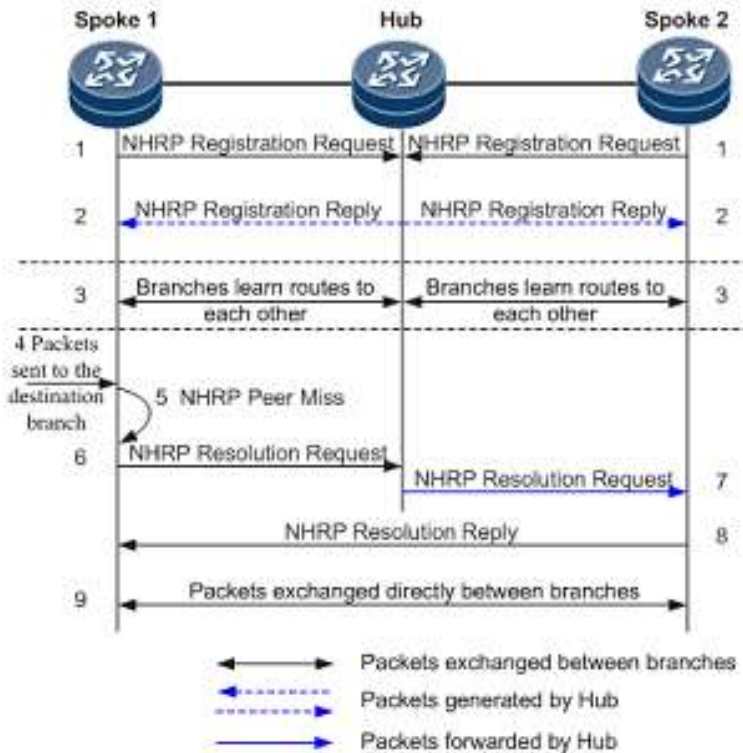 Spoke 1
Hub
Spoke 2
1
NHRP Registration Request
NHRP Registration Request
1
2
NHRP Registration Reply
NHRP Registration Reply
2
3
Branches learn routes to
each other
Branches learn routes to
each other
3
4 Packets
sent to the
destination
branch
5 NHRP Peer Miss
6
NHRP Resolution Request
NHRP Resolution Request
7
NHRP Resolution Reply
8
9
Packets exchanged directly between branches
Packets exchanged between branches
Packets generated by Hub
Packets forwarded by Hub